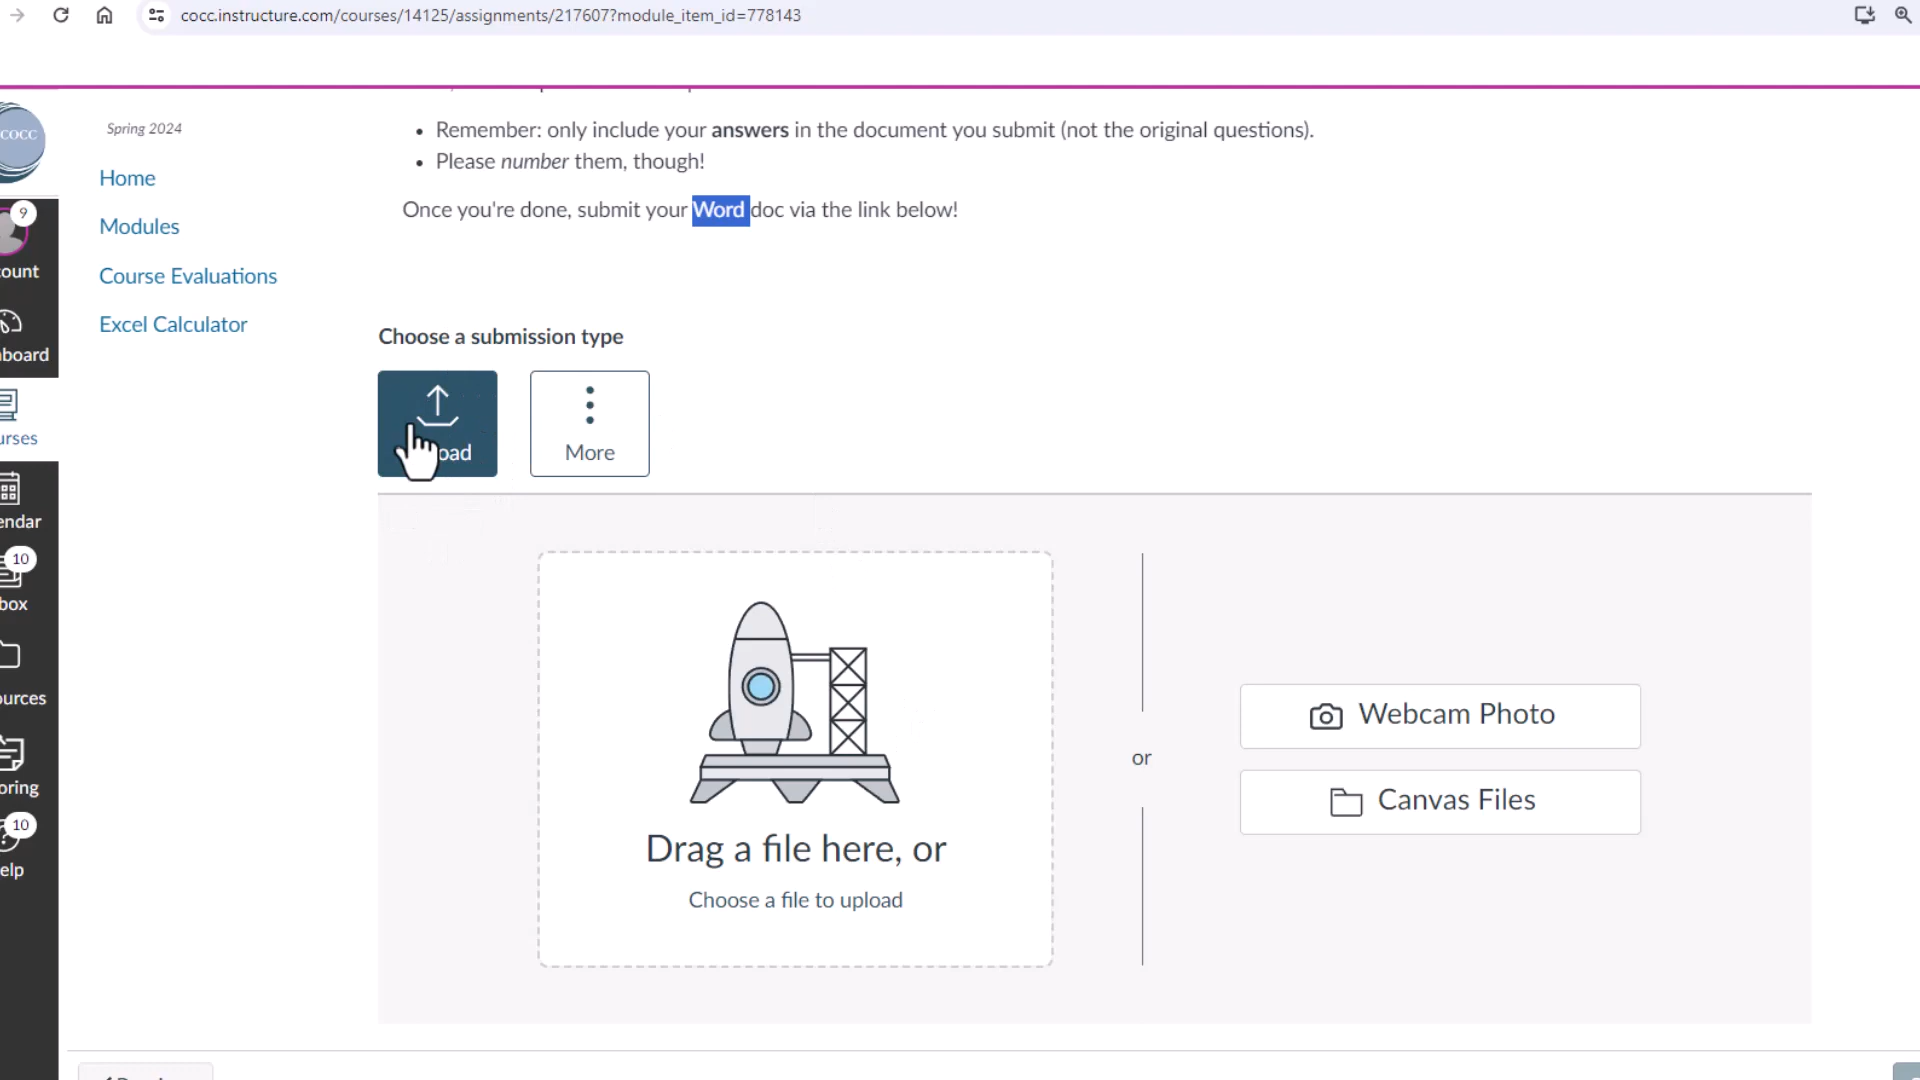 cocc.instructure.com/courses/14125/assignments/217607?module_item_id=778143
COCC
Spring 2024
Home
Modules
Course Evaluations
Excel Calculator
9
ount
board
urses
endar
10
box
ources
oring
10
elp
Remember: only include your answers in the document you submit (not the original questions).
Please number them, though!
Once you're done, submit your Word doc via the link below!
Choose a submission type
oad
More
Drag a file here, or
Choose a file to upload
or
Webcam Photo
Canvas Files